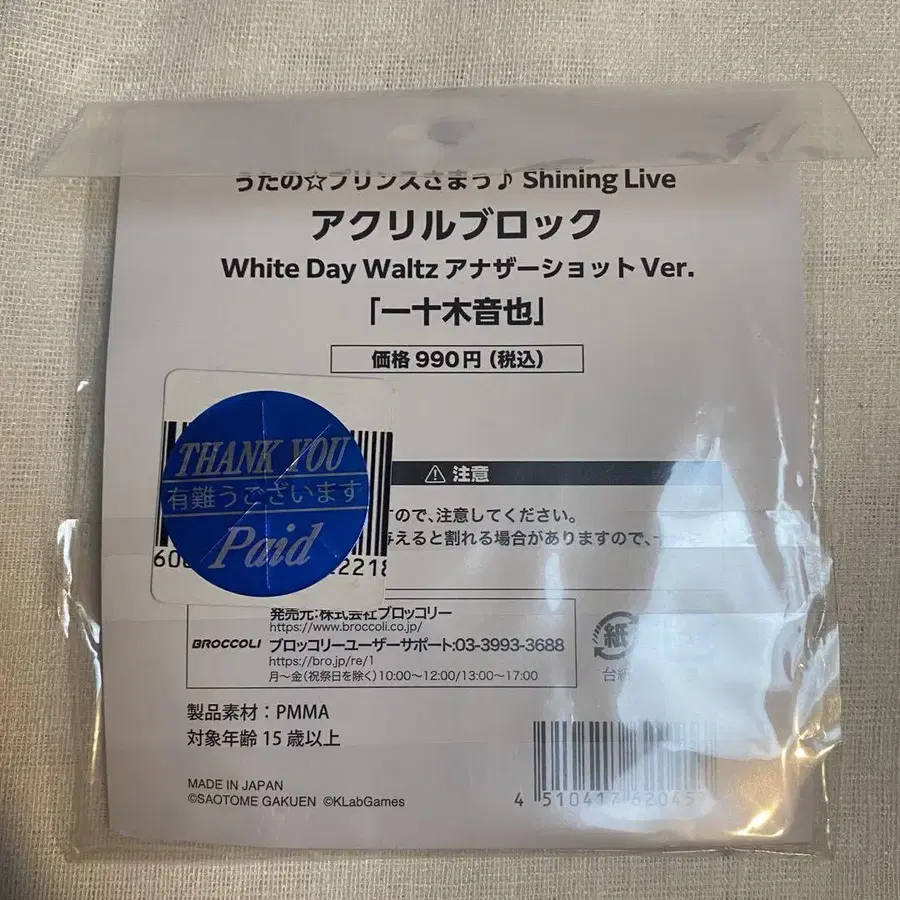 うたの☆プリンスさまっ♪ Shining Live
アクリルブロック
White Day Waltz アナザーショット Ver.
「一十木音也」
価格 990 円 (税込)
THANK YOU
有難うございます
Paid
2218
⚠ 注意
ので、注意してください。
与えると割れる場合がありますので、
発売元:株式会社ブロッコリー
https://www.broccoli.co.jp/
BROCCOLI ブロッコリーユーザーサポート:03-3993-3688
https://bro.jp/re/1
月〜金(祝祭日を除く)10:00〜12:00/13:00〜17:00
紙
台紙
製品素材：PMMA
対象年齢 15 歳以上
MADE IN JAPAN
©SAOTOME GAKUEN ©KLabGames
4 510417 620457